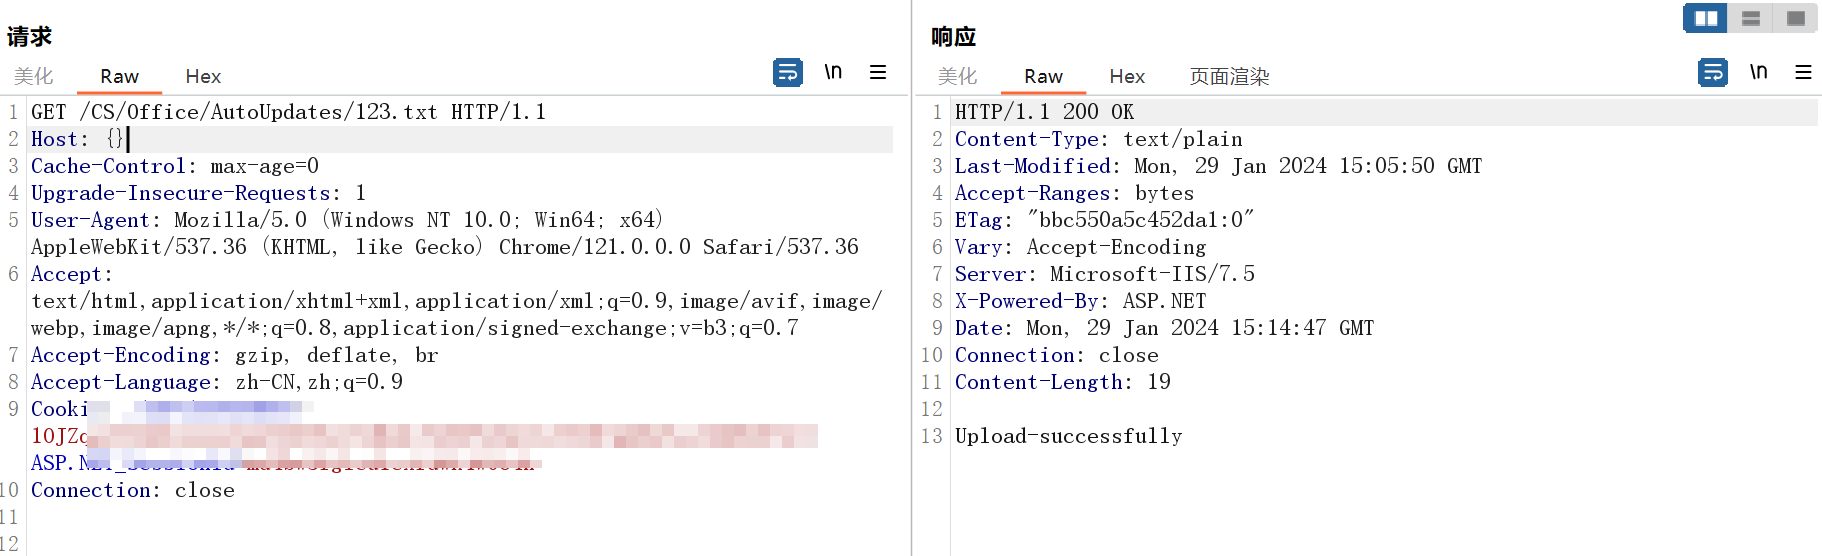 请求
美化 Raw Hex \n
1 GET /CS/Office/AutoUpdates/123.txt HTTP/1.1
2 Host: {}
3 Cache-Control: max-age=0
4 Upgrade-Insecure-Requests: 1
5 User-Agent: Mozilla/5.0 (Windows NT 10.0; Win64; x64)
AppleWebKit/537.36 (KHTML, like Gecko) Chrome/121.0.0.0 Safari/537.36
6 Accept:
text/html,application/xhtml+xml,application/xml;q=0.9,image/avif,image/
webp,image/apng,*/*;q=0.8,application/signed-exchange;v=b3;q=0.7
7 Accept-Encoding: gzip, deflate, br
8 Accept-Language: zh-CN,zh;q=0.9
9
10 Connection: close
11
12
响应
美化 Raw Hex 页面渲染 \n
1 HTTP/1.1 200 OK
2 Content-Type: text/plain
3 Last-Modified: Mon, 29 Jan 2024 15:05:50 GMT
4 Accept-Ranges: bytes
5 ETag: "bbc550a5c452da1:0"
6 Vary: Accept-Encoding
7 Server: Microsoft-IIS/7.5
8 X-Powered-By: ASP.NET
9 Date: Mon, 29 Jan 2024 15:14:47 GMT
10 Connection: close
11 Content-Length: 19
12
13 Upload-successfully